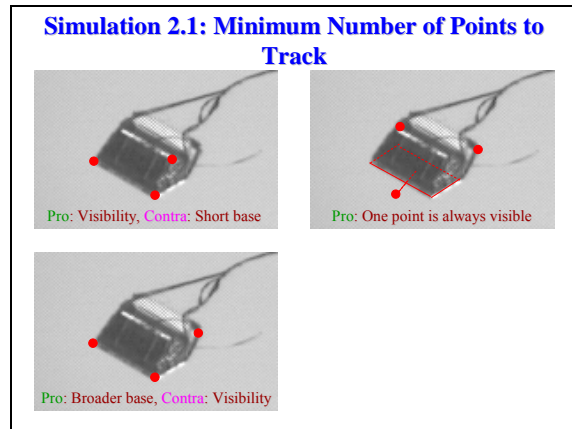 Simulation 2.1: Minimum Number of Points to
Track
Pro: Visibility, Contra: Short base
Pro: One point is always visible
Pro: Broader base, Contra: Visibility